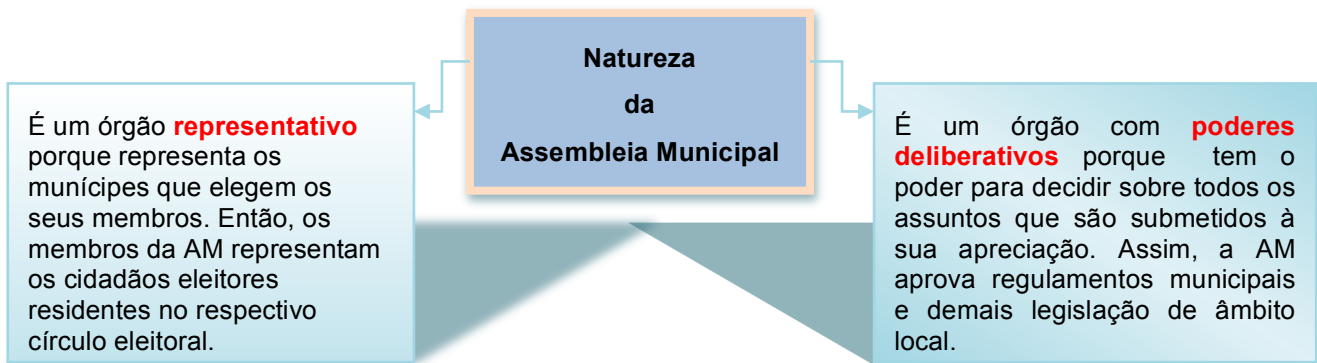 Natureza
da
Assembleia Municipal
É um órgão representativo
porque representa os
munícipes que elegem os
seus membros. Então, os
membros da AM representam
os cidadãos eleitores
residentes no respectivo
círculo eleitoral.
É um órgão com poderes
deliberativos porque tem o
poder para decidir sobre todos os
assuntos que são submetidos à
sua apreciação. Assim, a AM
aprova regulamentos municipais
e demais legislação de âmbito
local.